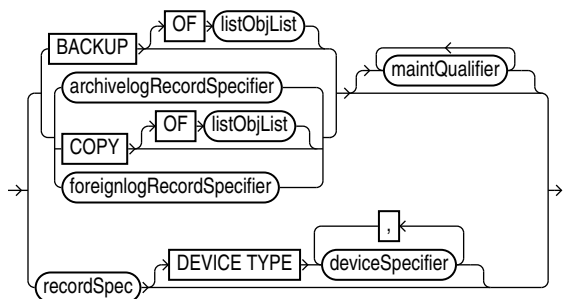 OF listObjList
BACKUP
maintQualifier
archivelogRecordSpecifier
OF listObjList
COPY
foreignlogRecordSpecifier
,
DEVICE TYPE deviceSpecifier
recordSpec